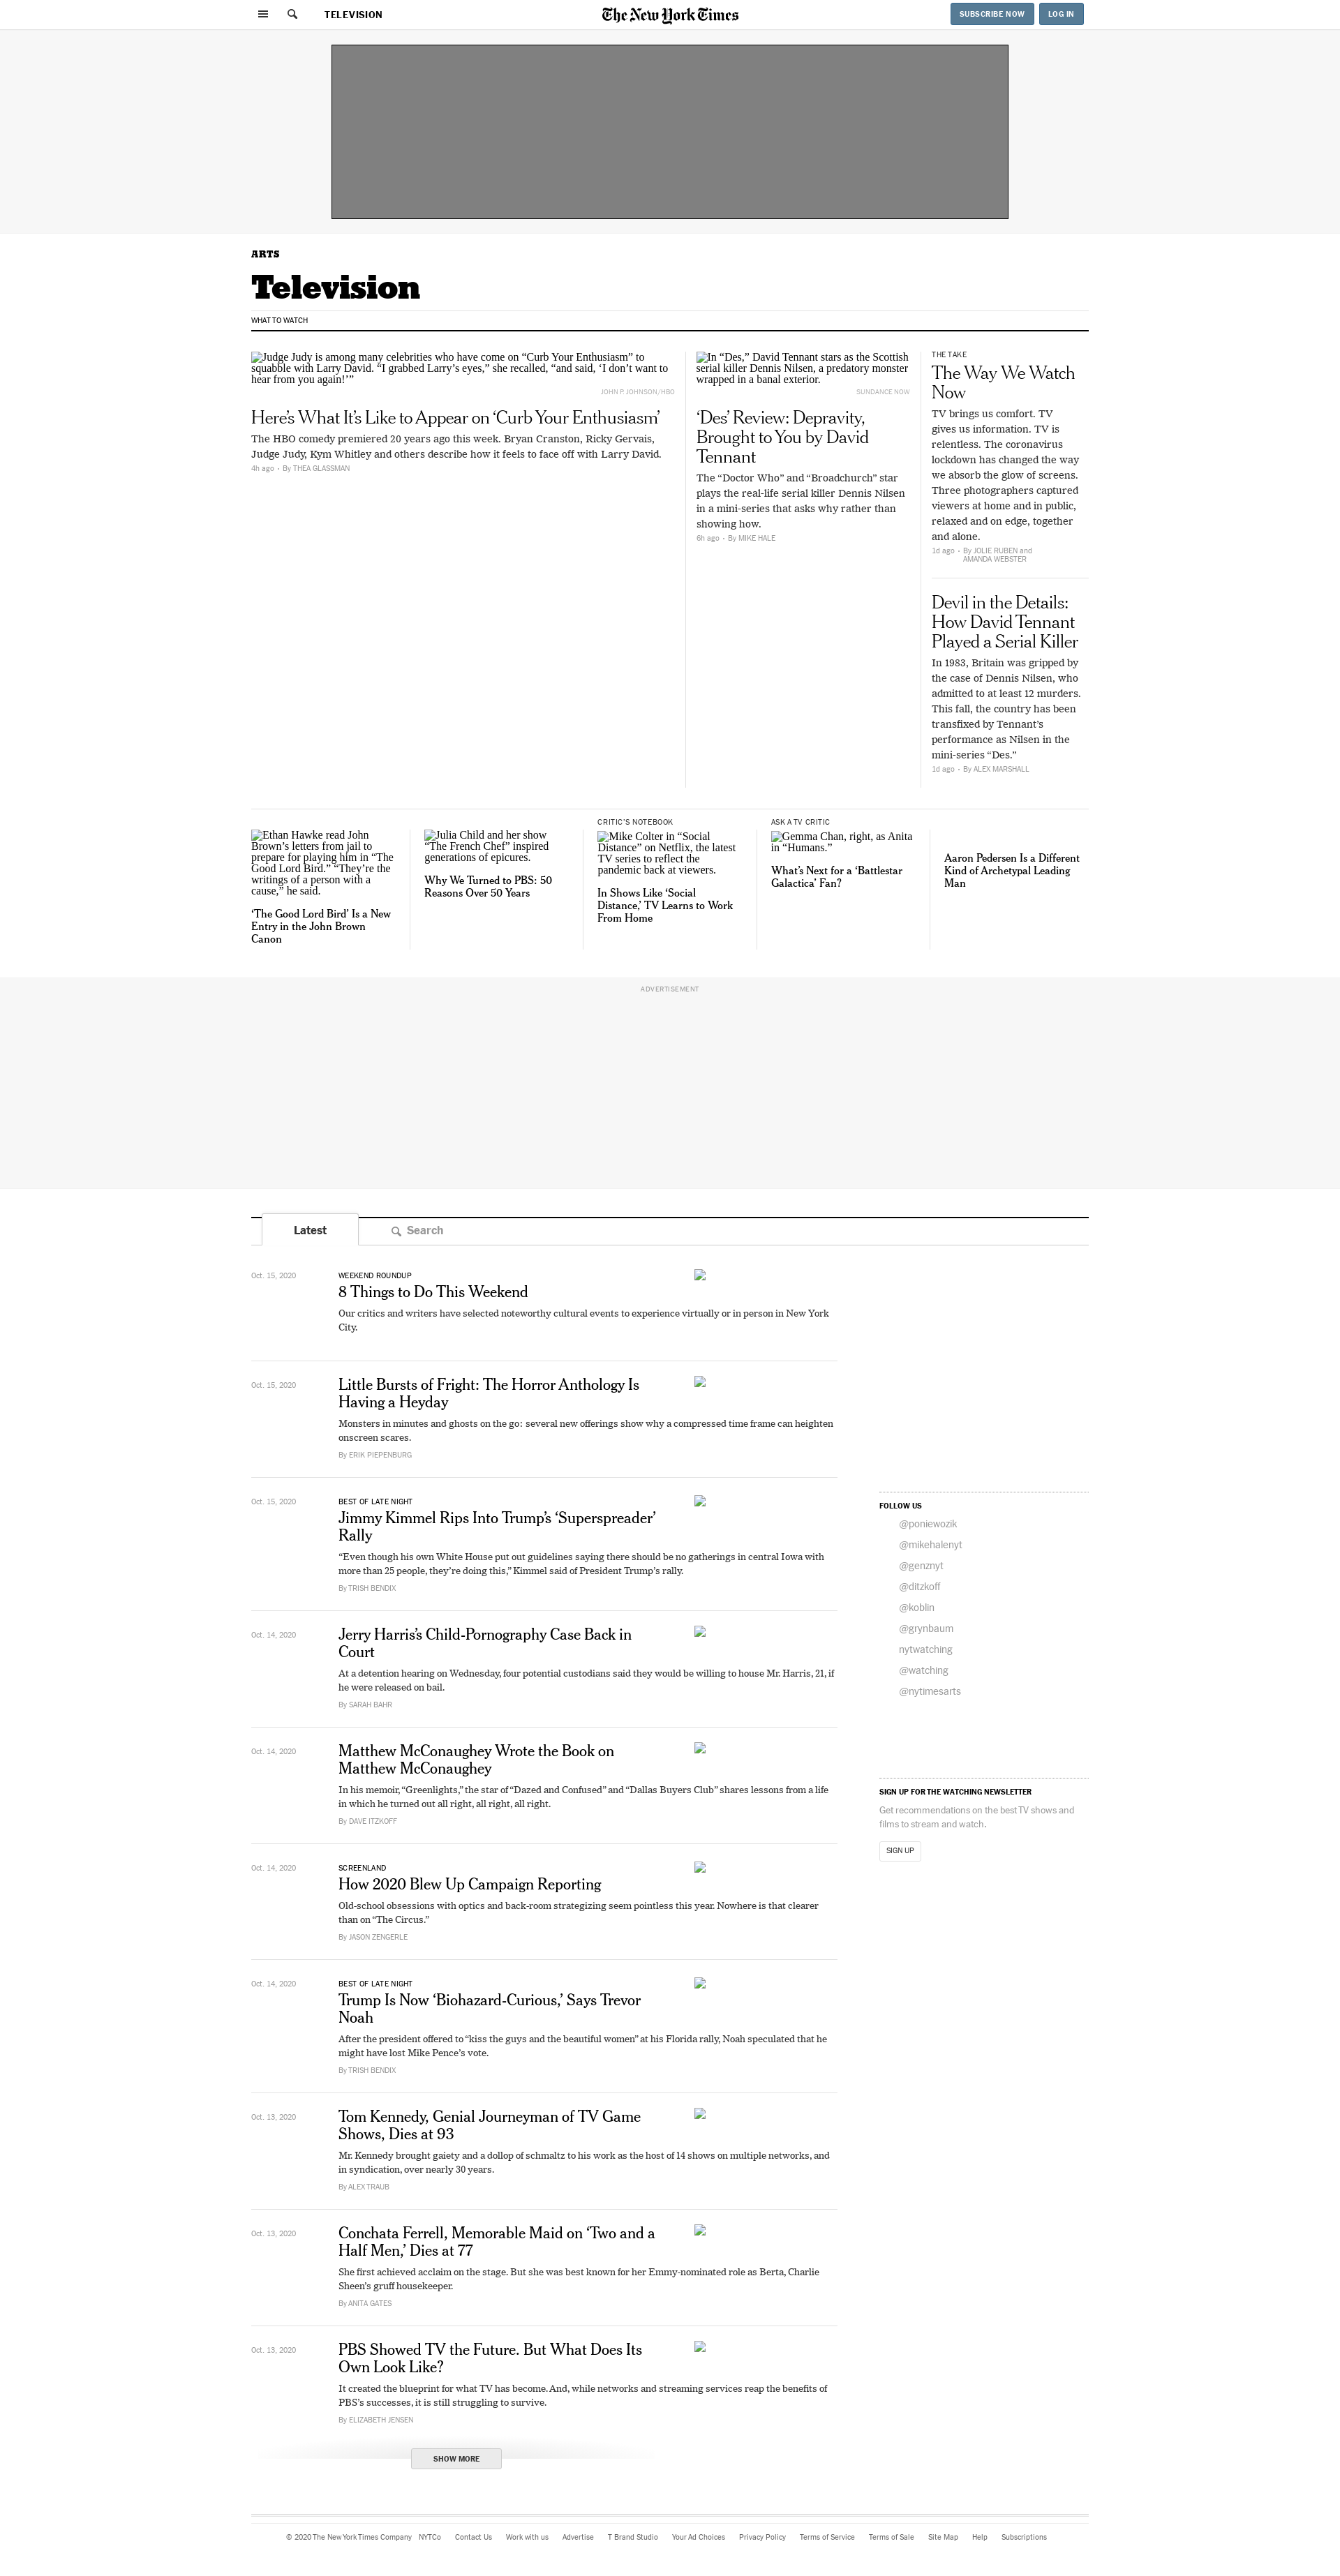 TELEVISION
The New York Times
SUBSCRIBE NOW
LOG IN
ARTS
Television
WHAT TO WATCH
Judge Judy is among many celebrities who have come on “Curb Your Enthusiasm” to
squabble with Larry David. “I grabbed Larry’s eyes,” she recalled, “and said, ‘I don’t want to
hear from you again!’”
JOHN P. JOHNSON/HBO
Here’s What It’s Like to Appear on ‘Curb Your Enthusiasm’
The HBO comedy premiered 20 years ago this week. Bryan Cranston, Ricky Gervais,
Judge Judy, Kym Whitley and others describe how it feels to face off with Larry David.
4h ago • By THEA GLASSMAN
In “Des,” David Tennant stars as the Scottish
serial killer Dennis Nilsen, a predatory monster
wrapped in a banal exterior.
SUNDANCE NOW
‘Des’ Review: Depravity,
Brought to You by David
Tennant
The “Doctor Who” and “Broadchurch” star
plays the real-life serial killer Dennis Nilsen
in a mini-series that asks why rather than
showing how.
6h ago • By MIKE HALE
THE TAKE
The Way We Watch
Now
TV brings us comfort. TV
gives us information. TV is
relentless. The coronavirus
lockdown has changed the way
we absorb the glow of screens.
Three photographers captured
viewers at home and in public,
relaxed and on edge, together
and alone.
1d ago • By JOLIE RUBEN and
AMANDA WEBSTER
Devil in the Details:
How David Tennant
Played a Serial Killer
In 1983, Britain was gripped by
the case of Dennis Nilsen, who
admitted to at least 12 murders.
This fall, the country has been
transfixed by Tennant’s
performance as Nilsen in the
mini-series “Des.”
1d ago • By ALEX MARSHALL
Ethan Hawke read John
Brown’s letters from jail to
prepare for playing him in “The
Good Lord Bird.” “They’re the
writings of a person with a
cause,” he said.
‘The Good Lord Bird’ Is a New
Entry in the John Brown
Canon
Julia Child and her show
“The French Chef” inspired
generations of epicures.
Why We Turned to PBS: 50
Reasons Over 50 Years
CRITIC’S NOTEBOOK
Mike Colter in “Social
Distance” on Netflix, the latest
TV series to reflect the
pandemic back at viewers.
In Shows Like ‘Social
Distance,’ TV Learns to Work
From Home
ASK A TV CRITIC
Gemma Chan, right, as Anita
in “Humans.”
What’s Next for a ‘Battlestar
Galactica’ Fan?
Aaron Pedersen Is a Different
Kind of Archetypal Leading
Man
ADVERTISEMENT
Latest
Search
Oct. 15, 2020
WEEKEND ROUNDUP
8 Things to Do This Weekend
Our critics and writers have selected noteworthy cultural events to experience virtually or in person in New York
City.
Oct. 15, 2020
Little Bursts of Fright: The Horror Anthology Is
Having a Heyday
Monsters in minutes and ghosts on the go: several new offerings show why a compressed time frame can heighten
onscreen scares.
By ERIK PIEPENBURG
Oct. 15, 2020
BEST OF LATE NIGHT
Jimmy Kimmel Rips Into Trump’s ‘Superspreader’
Rally
“Even though his own White House put out guidelines saying there should be no gatherings in central Iowa with
more than 25 people, they’re doing this,” Kimmel said of President Trump’s rally.
By TRISH BENDIX
Oct. 14, 2020
Jerry Harris’s Child-Pornography Case Back in
Court
At a detention hearing on Wednesday, four potential custodians said they would be willing to house Mr. Harris, 21, if
he were released on bail.
By SARAH BAHR
Oct. 14, 2020
Matthew McConaughey Wrote the Book on
Matthew McConaughey
In his memoir, “Greenlights,” the star of “Dazed and Confused” and “Dallas Buyers Club” shares lessons from a life
in which he turned out all right, all right, all right.
By DAVE ITZKOFF
Oct. 14, 2020
SCREENLAND
How 2020 Blew Up Campaign Reporting
Old-school obsessions with optics and back-room strategizing seem pointless this year. Nowhere is that clearer
than on “The Circus.”
By JASON ZENGERLE
Oct. 14, 2020
BEST OF LATE NIGHT
Trump Is Now ‘Biohazard-Curious,’ Says Trevor
Noah
After the president offered to “kiss the guys and the beautiful women” at his Florida rally, Noah speculated that he
might have lost Mike Pence’s vote.
By TRISH BENDIX
Oct. 13, 2020
Tom Kennedy, Genial Journeyman of TV Game
Shows, Dies at 93
Mr. Kennedy brought gaiety and a dollop of schmaltz to his work as the host of 14 shows on multiple networks, and
in syndication, over nearly 30 years.
By ALEX TRAUB
Oct. 13, 2020
Conchata Ferrell, Memorable Maid on ‘Two and a
Half Men,’ Dies at 77
She first achieved acclaim on the stage. But she was best known for her Emmy-nominated role as Berta, Charlie
Sheen’s gruff housekeeper.
By ANITA GATES
Oct. 13, 2020
PBS Showed TV the Future. But What Does Its
Own Look Like?
It created the blueprint for what TV has become. And, while networks and streaming services reap the benefits of
PBS’s successes, it is still struggling to survive.
By ELIZABETH JENSEN
SHOW MORE
FOLLOW US
@poniewozik
@mikehalenyt
@genznyt
@ditzkoff
@koblin
@grynbaum
nytwatching
@watching
@nytimesarts
SIGN UP FOR THE WATCHING NEWSLETTER
Get recommendations on the best TV shows and
films to stream and watch.
SIGN UP
© 2020 The New York Times Company NYTCo Contact Us Work with us Advertise T Brand Studio Your Ad Choices Privacy Policy Terms of Service Terms of Sale Site Map Help Subscriptions